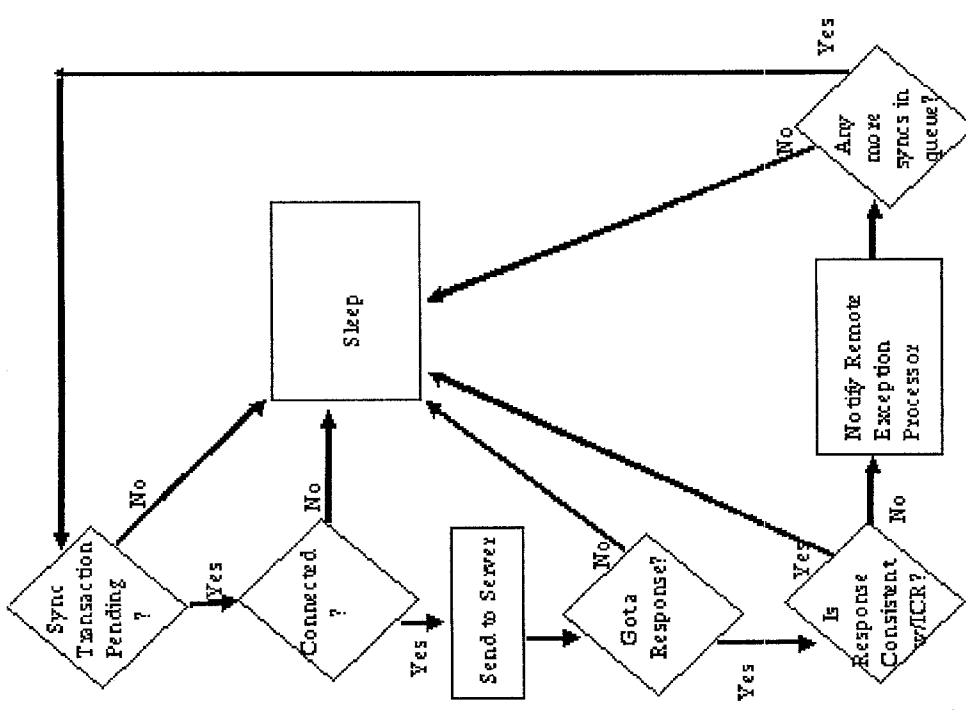 Sync
Transaction
Pending
?
No
Yes
Connected
?
No
Yes
Send to Server
Got a
Response?
No
Yes
Is
Response
Consistent
w/ICR?
Yes
No
Notify Remote
Exception
Processor
Any
more
syncs in
queue?
No
Yes
Sleep